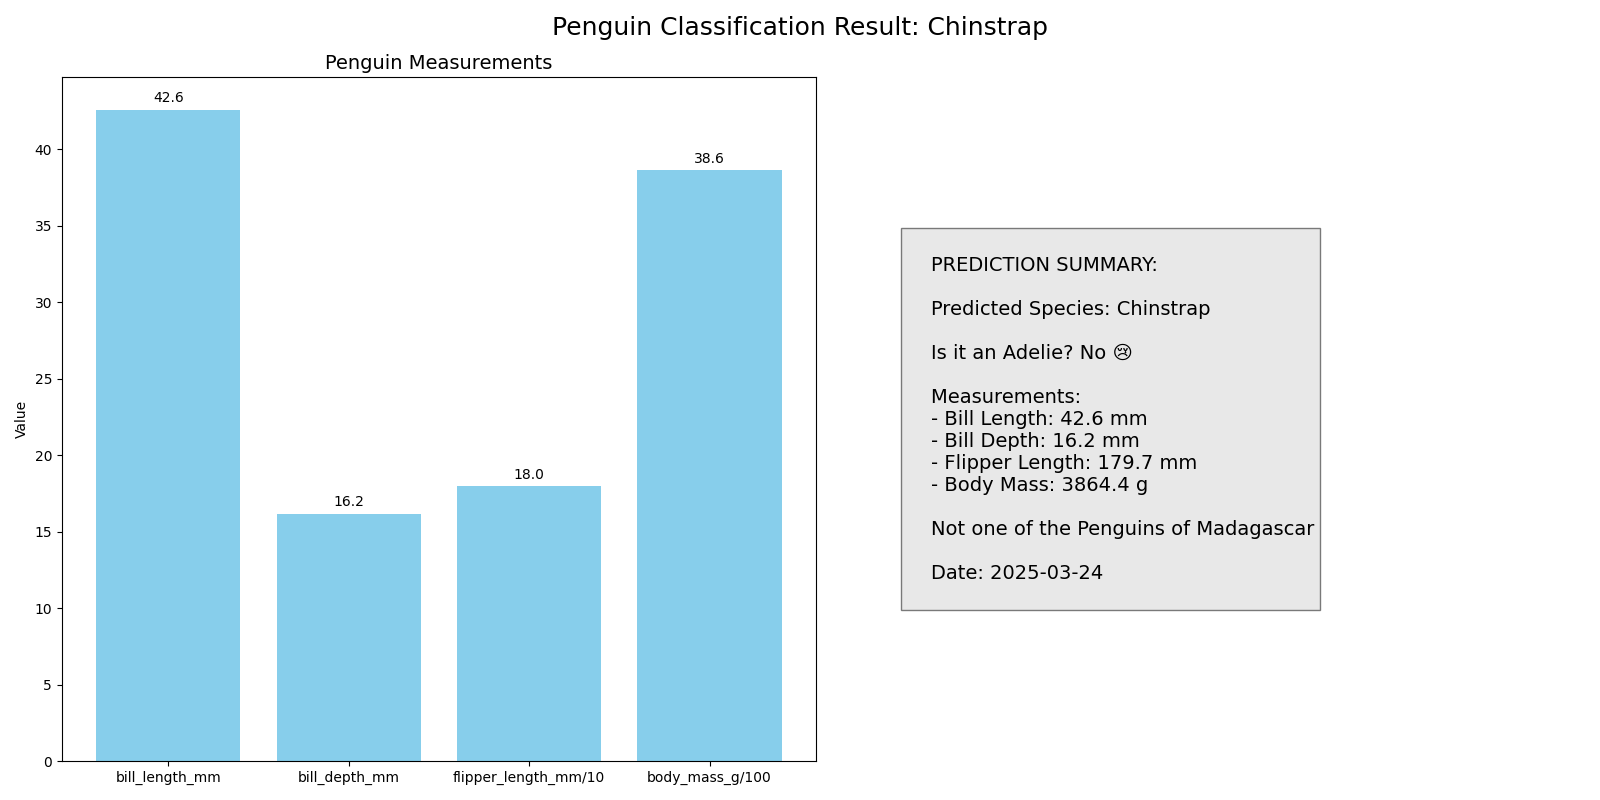 Penguin Classification Result: Chinstrap
Penguin Measurements
42.6
16.2
18.0
38.6
40
35
30
25
20
15
10
5
0
Value
bill_length_mm
bill_depth_mm
flipper_length_mm/10
body_mass_g/100
PREDICTION SUMMARY:
Predicted Species: Chinstrap
Is it an Adelie? No 😢
Measurements:
- Bill Length: 42.6 mm
- Bill Depth: 16.2 mm
- Flipper Length: 179.7 mm
- Body Mass: 3864.4 g
Not one of the Penguins of Madagascar
Date: 2025-03-24